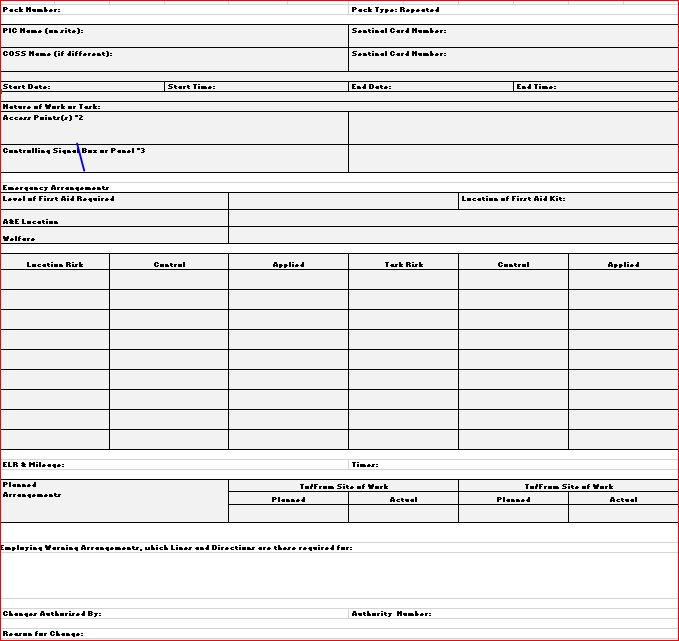 Pack Number: Pack Type: Repeated
PIC Name (on site): Sentinel Card Number:
COSS Name (if different): Sentinel Card Number:
Start Date: Start Time: End Date: End Time:
Nature of Work or Task:
Access Points(s) *2
Controlling Signal Box or Panel *3
Emergency Arrangements
Level of First Aid Required Location of First Aid Kit:
A&E Location
Welfare
Location Risk Control Applied Task Risk Control Applied
ELR & Mileage: Times:
Planned
Arrangements
To/From Site of Work To/From Site of Work
Planned Actual Planned Actual
Employing Warning Arrangements, which Lines and Directions are these required for:
Changes Authorized By: Authority Number:
Reason for Change: